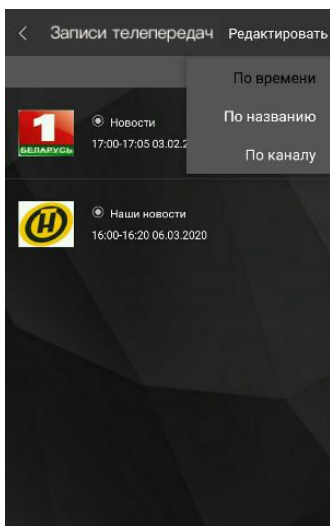 Записи телепередач Редактировать
По времени
По названию
По каналу
1
БЕЛАРУСЬ
Новости
17:00-17:05 03.02.2
Н
Наши новости
16:00-16:20 06.03.2020